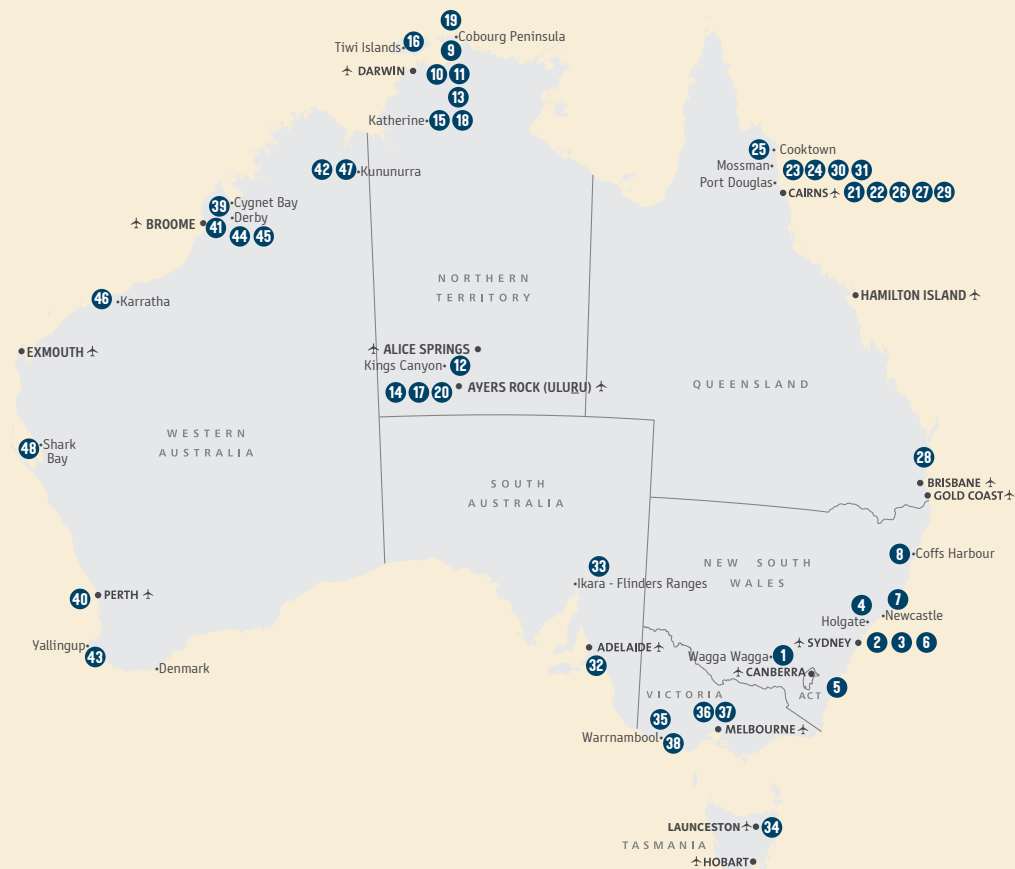 19
Cobourg Peninsula
Tiwi Islands 16
9
DARWIN 10 11
13
Katherine 15 18
25 Cooktown
Mossman 23 24 30 31
Port Douglas
CAIRNS 21 22 26 27 29
42 47 Kununurra
39 Cygnet Bay
Derby
BROOME 41
44 45
NORTHERN
TERRITORY
46 Karratha
HAMILTON ISLAND
EXMOUTH
ALICE SPRINGS
Kings Canyon 12
14 17 20 AYERS ROCK (ULURU)
QUEENSLAND
WESTERN
AUSTRALIA
48 Shark
Bay
28
BRISBANE
GOLD COAST
SOUTH
AUSTRALIA
8 Coffs Harbour
NEW SOUTH
WALES
33
Ikara - Flinders Ranges
40 PERTH
4 7
Newcastle
Holgate
Yallingup
43
Denmark
ADELAIDE
32
SYDNEY 2 3 6
Wagga Wagga 1
CANBERRA
ACT 5
VICTORIA
35 36 37
MELBOURNE
Warrnambool 38
LAUNCESTON 34
TASMANIA
HOBART